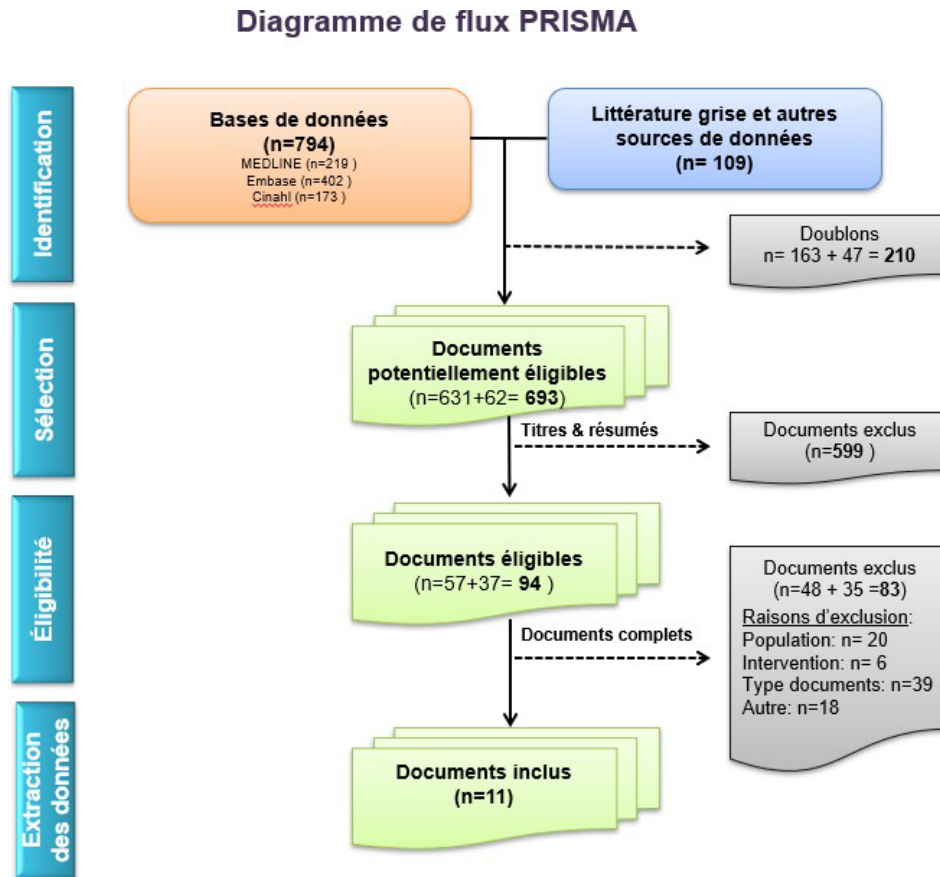 Diagramme de flux PRISMA
Identification
Bases de données
(n=794)
MEDLINE (n=219 )
Embase (n=402 )
Cinahl (n=173 )
Littérature grise et autres
sources de données
(n= 109)
Doublons
n= 163 + 47 = 210
Sélection
Documents
potentiellement éligibles
(n=631+62= 693)
Titres & résumés
Documents exclus
(n=599 )
Éligibilité
Documents éligibles
(n=57+37= 94 )
Documents complets
Documents exclus
(n=48 + 35 =83)
Raisons d'exclusion:
Population: n= 20
Intervention: n= 6
Type documents: n=39
Autre: n=18
Extraction
des données
Documents inclus
(n=11)